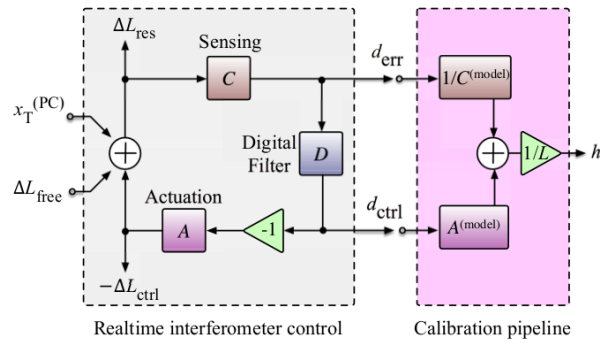 ΔL_res
Sensing
C
d_err
1/C^(model)
x_T^(PC)
Digital
Filter
D
1/L
h
ΔL_free
Actuation
A
-1
d_ctrl
A^(model)
−ΔL_ctrl
Realtime interferometer control
Calibration pipeline